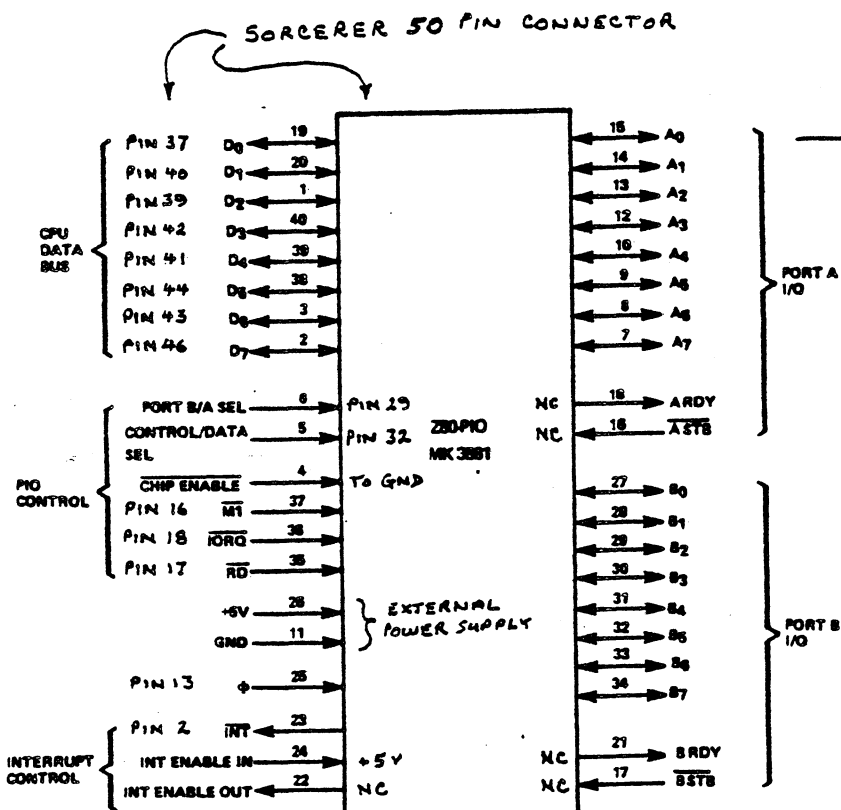 SORCERER 50 PIN CONNECTOR
PIN 37 D0 19
PIN 40 D1 20
PIN 39 D2 1
PIN 42 D3 40
PIN 41 D4 39
PIN 44 D5 38
PIN 43 D6 3
PIN 46 D7 2
CPU
DATA
BUS
PORT B/A SEL 6 PIN 29
CONTROL/DATA
SEL 5 PIN 32
CHIP ENABLE 4 TO GND
PIN 16 M1 37
PIN 18 IORQ 36
PIN 17 RD 35
PIO
CONTROL
+5V 26
GND 11
EXTERNAL
POWER SUPPLY
PIN 13 Φ 25
PIN 2 INT 23
INT ENABLE IN 24 +5V
INT ENABLE OUT 22 NC
INTERRUPT
CONTROL
Z80-PIO
MK 3881
15 A0
14 A1
13 A2
12 A3
10 A4
9 A5
8 A6
7 A7
NC 18 ARDY
NC 16 ASTB
PORT A
I/O
27 B0
28 B1
29 B2
30 B3
31 B4
32 B5
33 B6
34 B7
NC 21 BRDY
NC 17 BSTB
PORT B
I/O